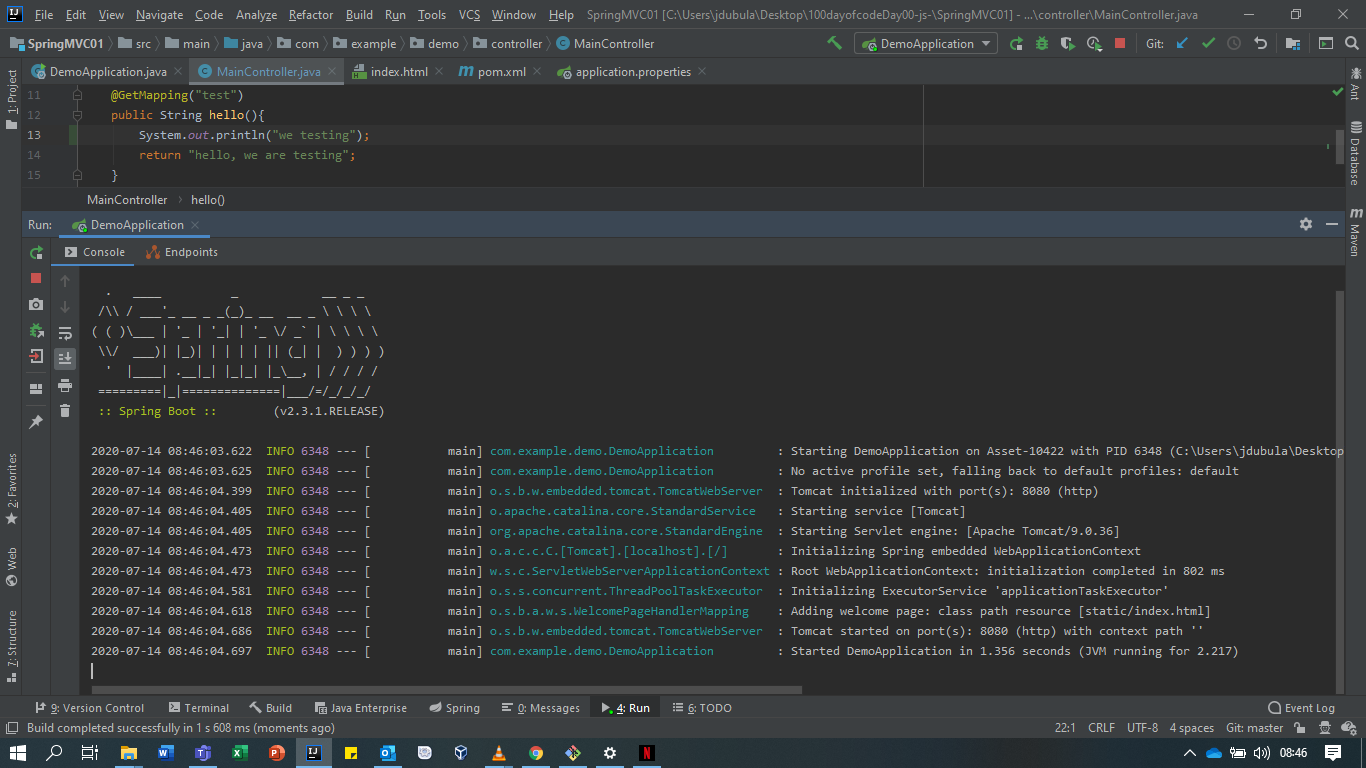 File Edit View Navigate Code Analyze Refactor Build Run Tools VCS Window Help SpringMVC01 [C:\Users\jdubula\Desktop\100dayofcodeDay00-js-\SpringMVC01] - ...\controller\MainController.java
SpringMVC01 src main java com example demo controller MainController DemoApplication Git:
DemoApplication.java MainController.java index.html pom.xml application.properties
1: Project
Ant
Database
Maven
11 @GetMapping("test")
12 public String hello(){
13 System.out.println("we testing");
14 return "hello, we are testing";
15 }
MainController hello()
Run: DemoApplication
Console Endpoints
  .   ____          _            __ _ _
 /\\ / ___'_ __ _ _(_)_ __  __ _ \ \ \ \
( ( )\___ | '_ | '_| | '_ \/ _` | \ \ \ \
 \\/  ___)| |_)| | | | | || (_| |  ) ) ) )
  '  |____| .__|_| |_|_| |_\__, | / / / /
 =========|_|==============|___/=/_/_/_/
 :: Spring Boot ::        (v2.3.1.RELEASE)
2020-07-14 08:46:03.622  INFO 6348 --- [           main] com.example.demo.DemoApplication         : Starting DemoApplication on Asset-10422 with PID 6348 (C:\Users\jdubula\Desktop
2020-07-14 08:46:03.625  INFO 6348 --- [           main] com.example.demo.DemoApplication         : No active profile set, falling back to default profiles: default
2020-07-14 08:46:04.399  INFO 6348 --- [           main] o.s.b.w.embedded.tomcat.TomcatWebServer  : Tomcat initialized with port(s): 8080 (http)
2020-07-14 08:46:04.405  INFO 6348 --- [           main] o.apache.catalina.core.StandardService   : Starting service [Tomcat]
2020-07-14 08:46:04.405  INFO 6348 --- [           main] org.apache.catalina.core.StandardEngine  : Starting Servlet engine: [Apache Tomcat/9.0.36]
2020-07-14 08:46:04.473  INFO 6348 --- [           main] o.a.c.c.C.[Tomcat].[localhost].[/]       : Initializing Spring embedded WebApplicationContext
2020-07-14 08:46:04.473  INFO 6348 --- [           main] w.s.c.ServletWebServerApplicationContext : Root WebApplicationContext: initialization completed in 802 ms
2020-07-14 08:46:04.581  INFO 6348 --- [           main] o.s.s.concurrent.ThreadPoolTaskExecutor  : Initializing ExecutorService 'applicationTaskExecutor'
2020-07-14 08:46:04.618  INFO 6348 --- [           main] o.s.b.a.w.s.WelcomePageHandlerMapping    : Adding welcome page: class path resource [static/index.html]
2020-07-14 08:46:04.686  INFO 6348 --- [           main] o.s.b.w.embedded.tomcat.TomcatWebServer  : Tomcat started on port(s): 8080 (http) with context path ''
2020-07-14 08:46:04.697  INFO 6348 --- [           main] com.example.demo.DemoApplication         : Started DemoApplication in 1.356 seconds (JVM running for 2.217)
2: Favorites
Web
7: Structure
9: Version Control Terminal Build Java Enterprise Spring 0: Messages 4: Run 6: TODO Event Log
Build completed successfully in 1 s 608 ms (moments ago) 22:1 CRLF UTF-8 4 spaces Git: master
08:46